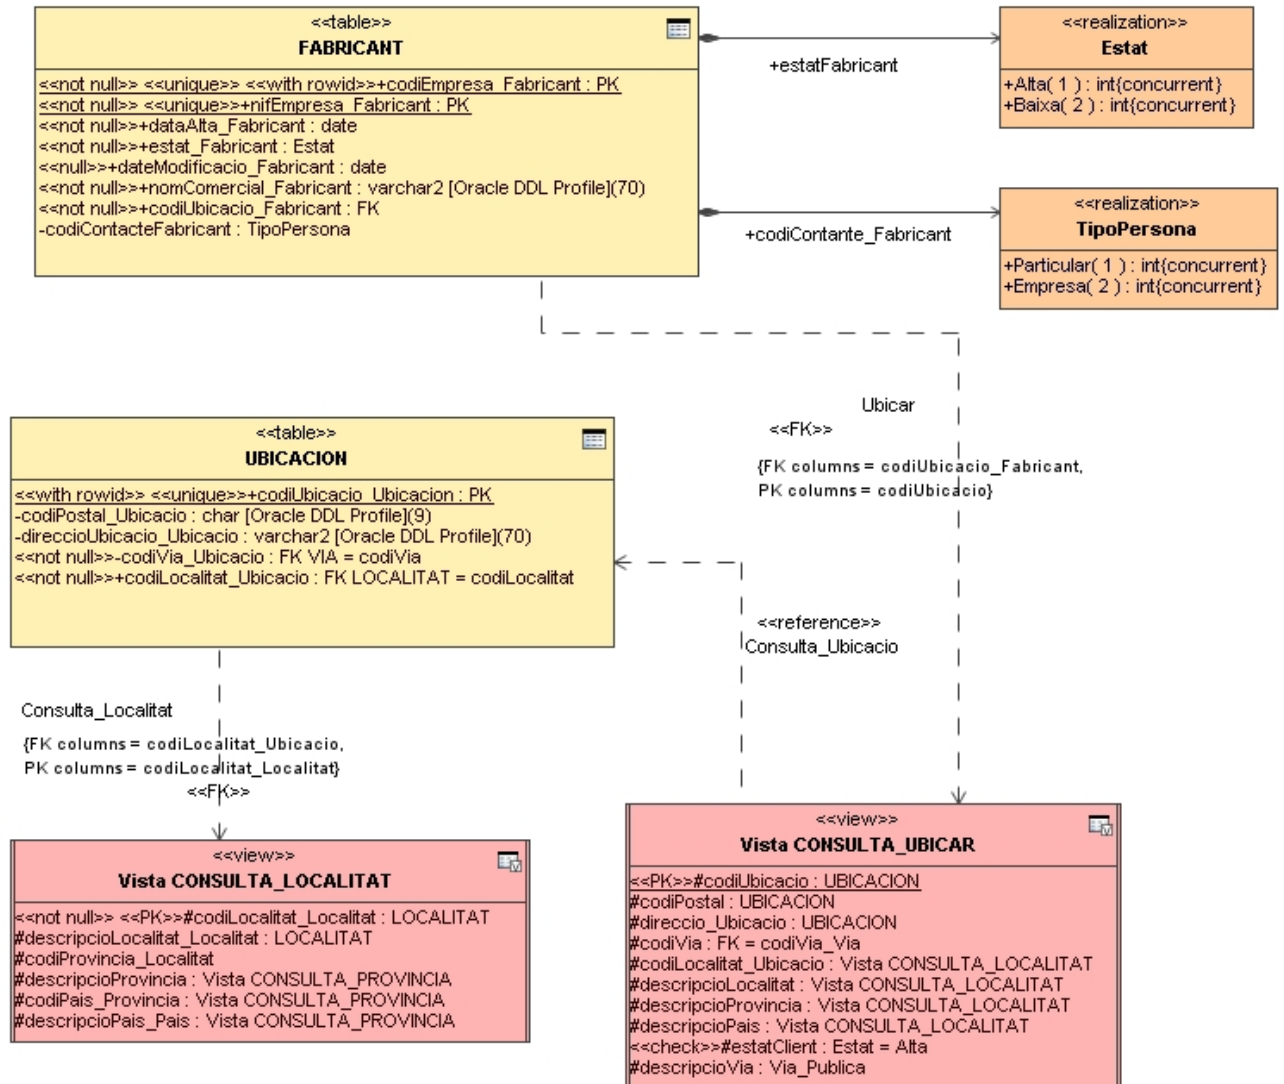 <<table>>
FABRICANT
<<not null>> <<unique>> <<with rowid>>+codiEmpresa_Fabricant : PK
<<not null>> <<unique>>+nifEmpresa_Fabricant : PK
<<not null>>+dataAlta_Fabricant : date
<<not null>>+estat_Fabricant : Estat
<<null>>+dateModificacio_Fabricant : date
<<not null>>+nomComercial_Fabricant : varchar2 [Oracle DDL Profile](70)
<<not null>>+codiUbicacio_Fabricant : FK
-codiContacteFabricant : TipoPersona
+estatFabricant
<<realization>>
Estat
+Alta( 1 ) : int{concurrent}
+Baixa( 2 ) : int{concurrent}
+codiContante_Fabricant
<<realization>>
TipoPersona
+Particular( 1 ) : int{concurrent}
+Empresa( 2 ) : int{concurrent}
Ubicar
<<FK>>
{FK columns = codiUbicacio_Fabricant,
PK columns = codiUbicacio}
<<table>>
UBICACION
<<with rowid>> <<unique>>+codiUbicacio_Ubicacion : PK
-codiPostal_Ubicacio : char [Oracle DDL Profile](9)
-direccioUbicacio_Ubicacio : varchar2 [Oracle DDL Profile](70)
<<not null>>-codiVia_Ubicacio : FK VIA = codiVia
<<not null>>+codiLocalitat_Ubicacio : FK LOCALITAT = codiLocalitat
<<reference>>
Consulta_Ubicacio
Consulta_Localitat
{FK columns = codiLocalitat_Ubicacio,
PK columns = codiLocalitat_Localitat}
<<FK>>
<<view>>
Vista CONSULTA_LOCALITAT
<<not null>> <<PK>>#codiLocalitat_Localitat : LOCALITAT
#descripcioLocalitat_Localitat : LOCALITAT
#codiProvincia_Localitat
#descripcioProvincia : Vista CONSULTA_PROVINCIA
#codiPais_Provincia : Vista CONSULTA_PROVINCIA
#descripcioPais_Pais : Vista CONSULTA_PROVINCIA
<<view>>
Vista CONSULTA_UBICAR
<<PK>>#codiUbicacio : UBICACION
#codiPostal : UBICACION
#direccio_Ubicacio : UBICACION
#codiVia : FK = codiVia_Via
#codiLocalitat_Ubicacio : Vista CONSULTA_LOCALITAT
#descripcioLocalitat : Vista CONSULTA_LOCALITAT
#descripcioProvincia : Vista CONSULTA_LOCALITAT
#descripcioPais : Vista CONSULTA_LOCALITAT
<<check>>#estatClient : Estat = Alta
#descripcioVia : Via_Publica